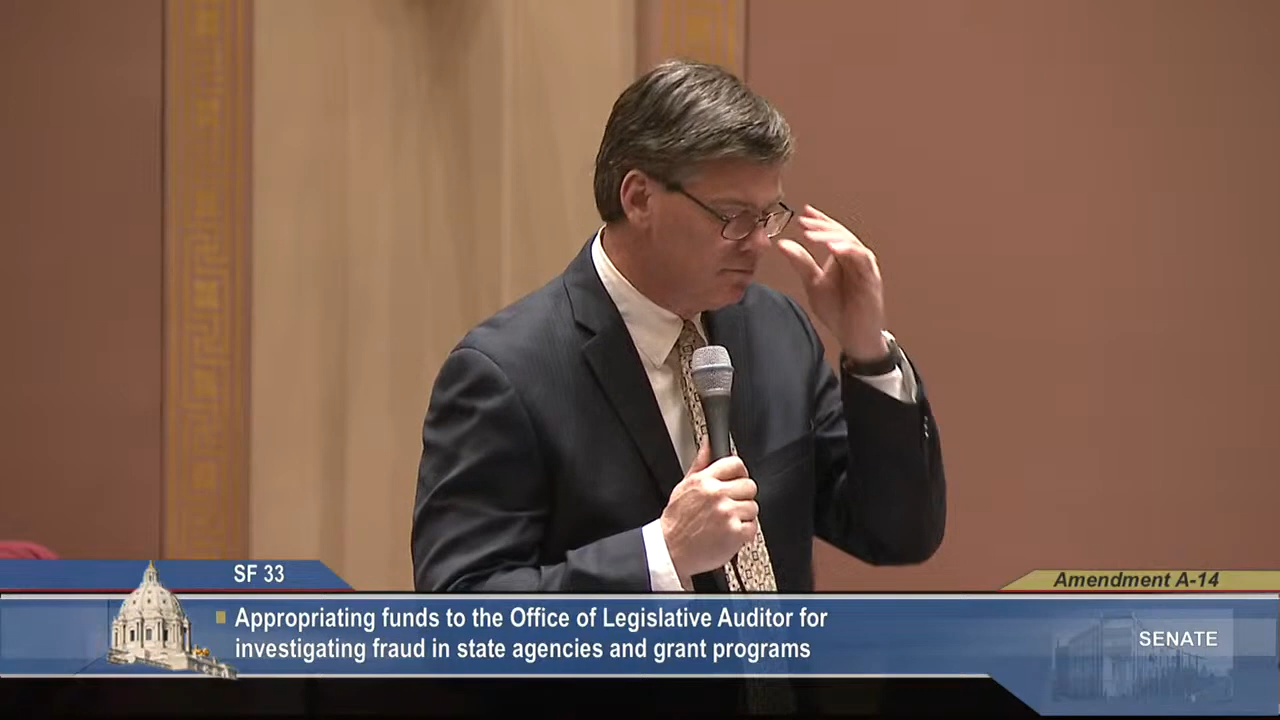 SF 33
Amendment A-14
Appropriating funds to the Office of Legislative Auditor for
investigating fraud in state agencies and grant programs
SENATE